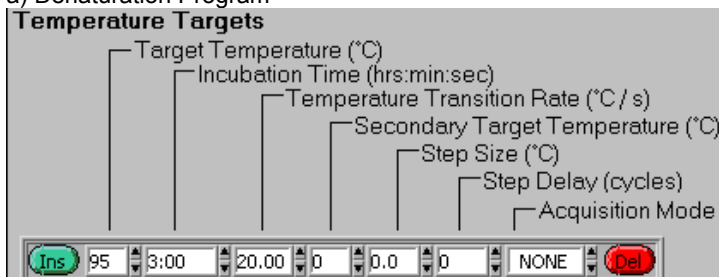 a) Denaturation Program
Temperature Targets
Target Temperature (°C)
Incubation Time (hrs:min:sec)
Temperature Transition Rate (°C / s)
Secondary Target Temperature (°C)
Step Size (°C)
Step Delay (cycles)
Acquisition Mode
Ins 95 3:00 20.00 0 0.0 0 NONE Del